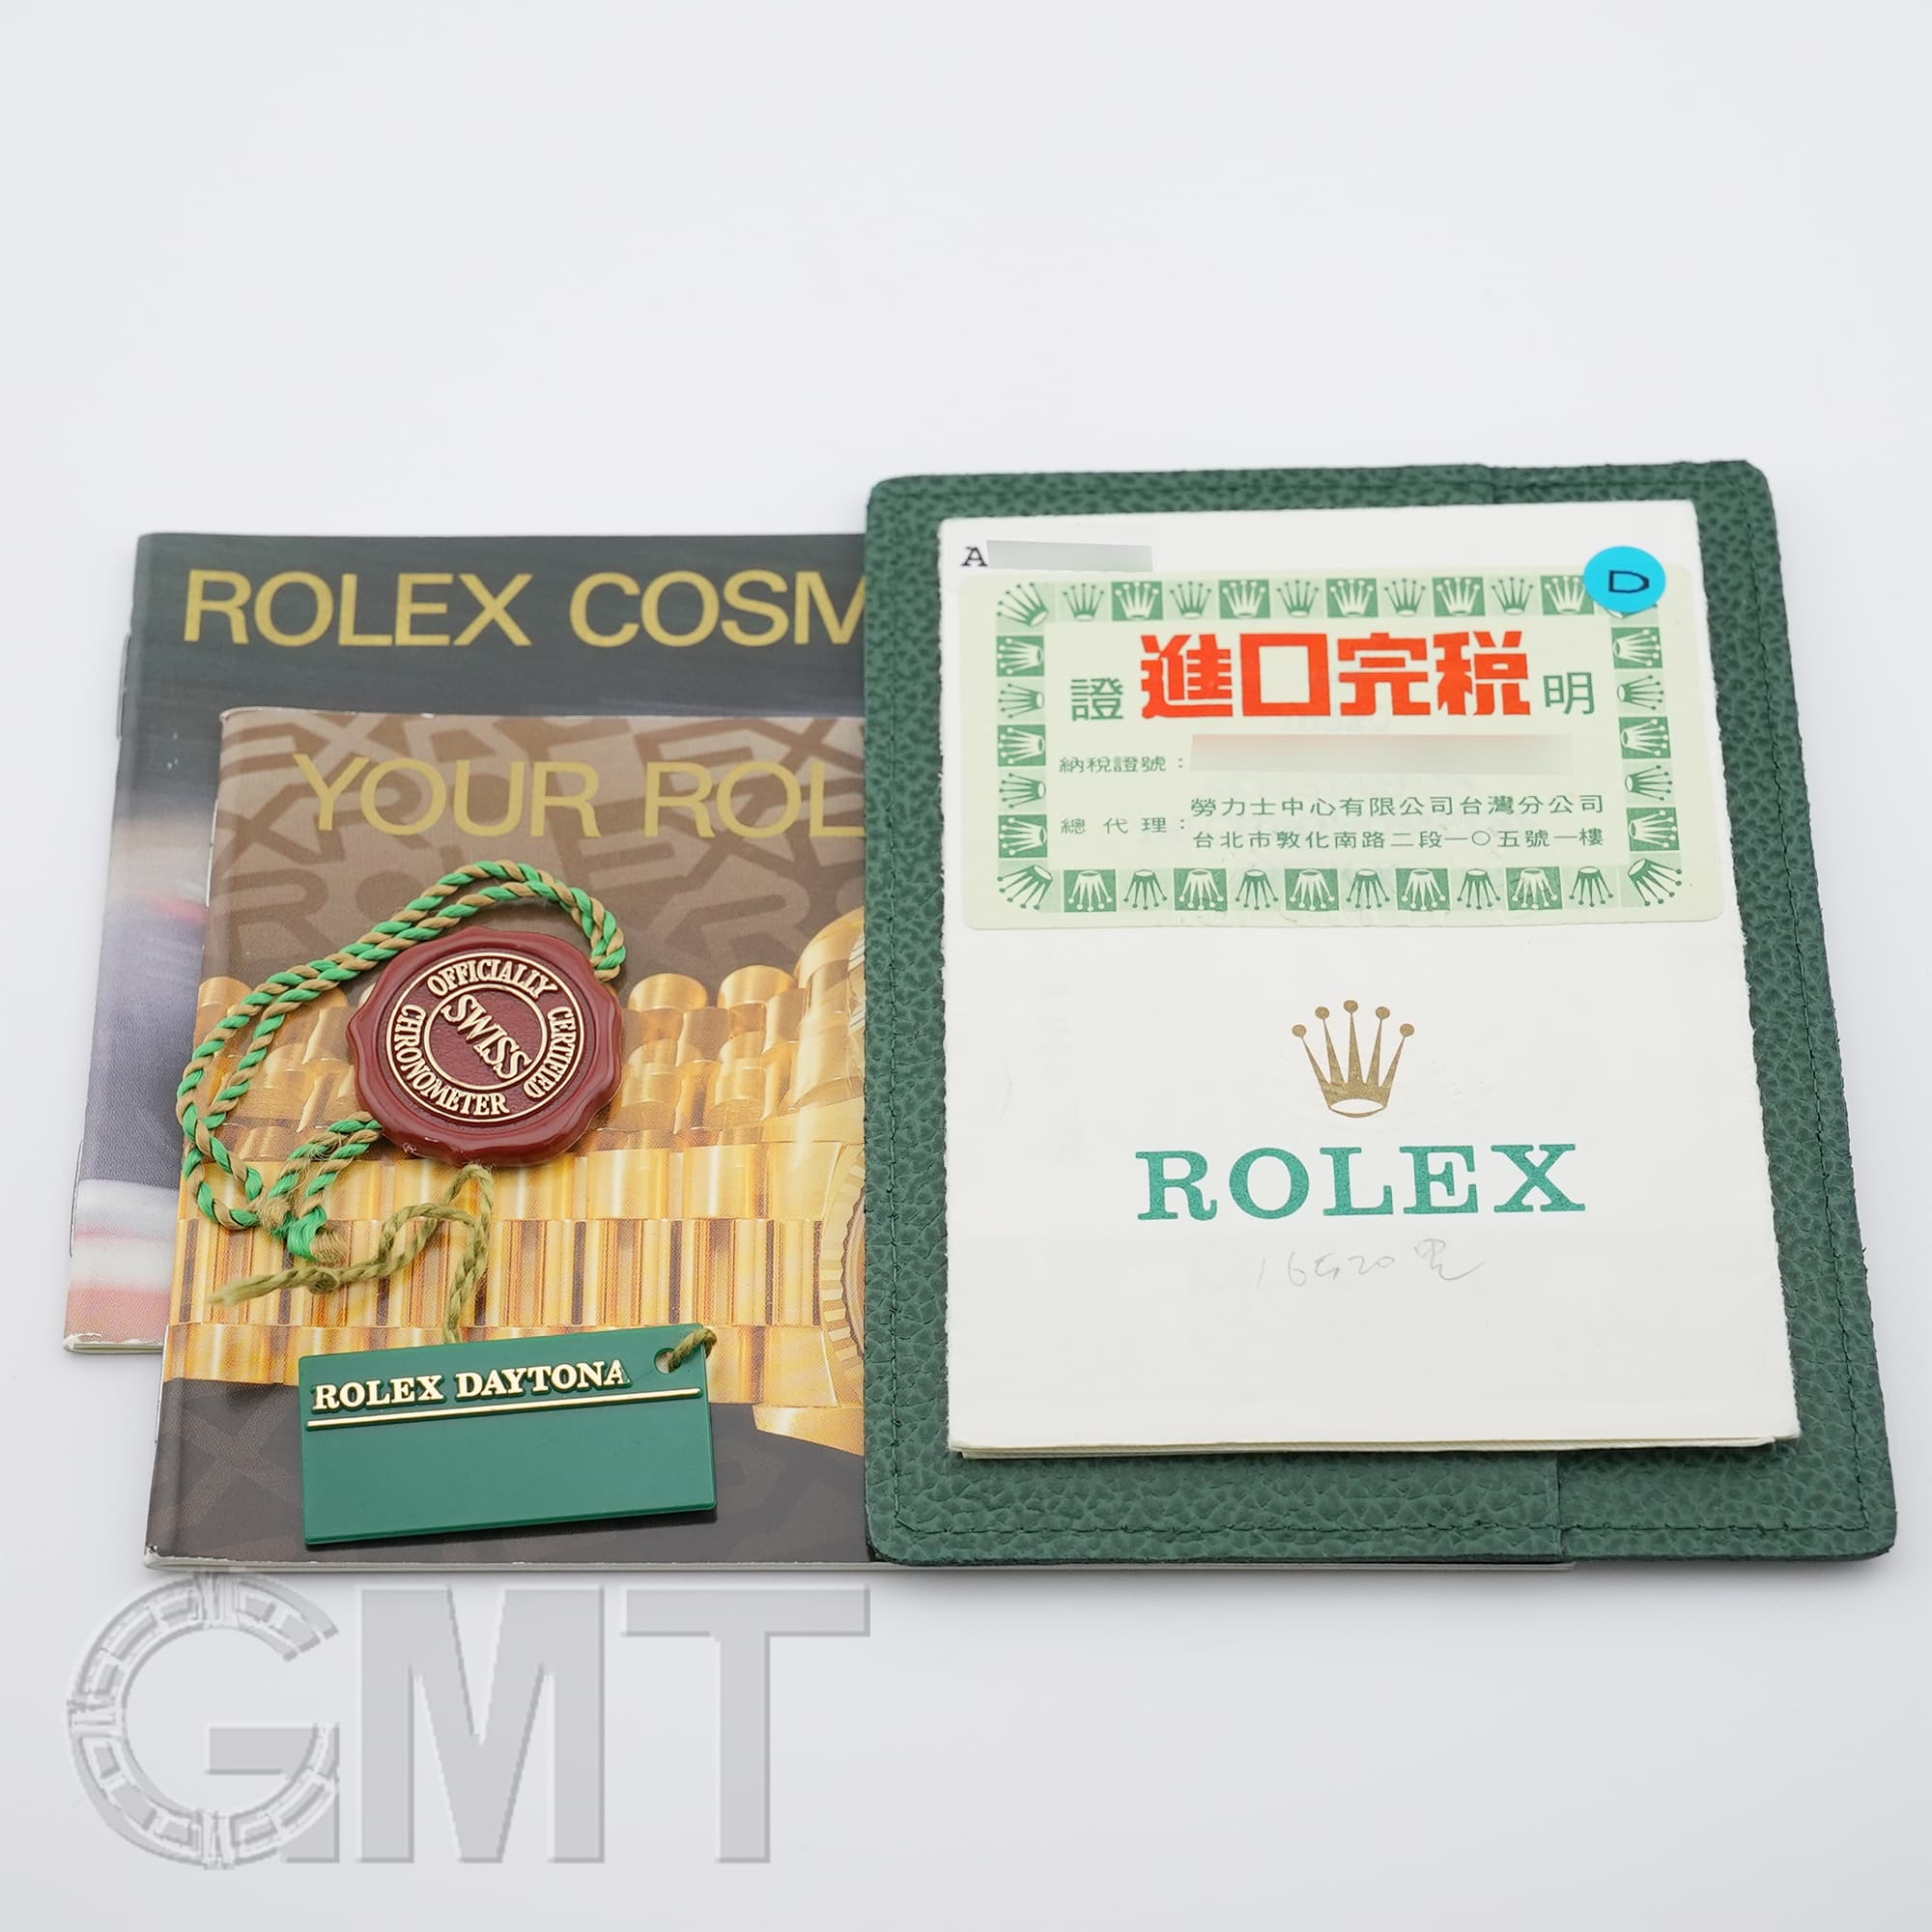 ROLEX COSM
YOUR ROL
OFFICIALLY CERTIFIED
CHRONOMETER
SWISS
ROLEX DAYTONA
A
D
證 進口完税 明
納稅證號：
總代理：勞力士中心有限公司台灣分公司
台北市敦化南路二段一〇五號一樓
ROLEX
16520 黑
GMT